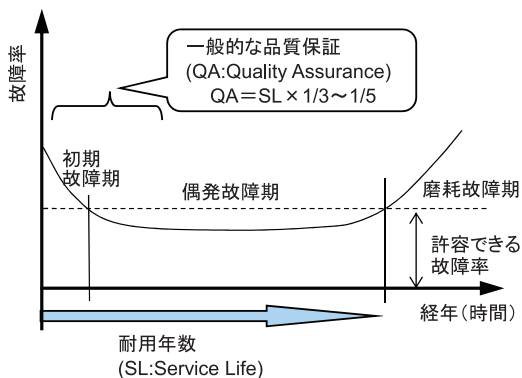 故障率
一般的な品質保証
(QA:Quality Assurance)
QA＝SL×1/3～1/5
初期
故障期
偶発故障期
磨耗故障期
許容できる
故障率
経年(時間)
耐用年数
(SL:Service Life)